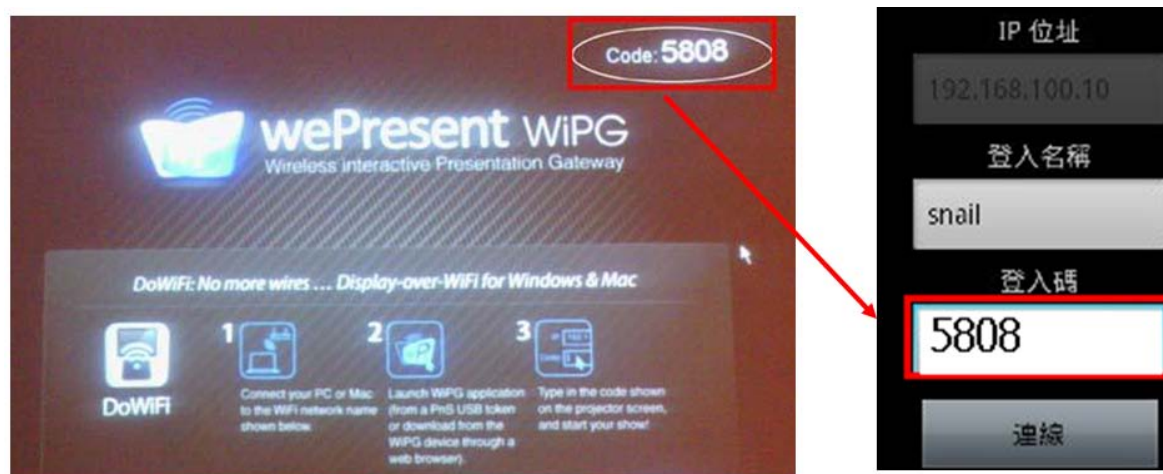 Code: 5808
wePresent WiPG
Wireless interactive Presentation Gateway
DoWiFi: No more wires ... Display-over-WiFi for Windows & Mac
DoWiFi
1
Connect your PC or Mac
to the WiFi network name
shown below.
2
Launch WiPG application
(from a PnS USB token
or download from the
WiPG device through a
web browser).
3
Type in the code shown
on the projector screen,
and start your show!
IP 位址
192.168.100.10
登入名稱
snail
登入碼
5808
連線